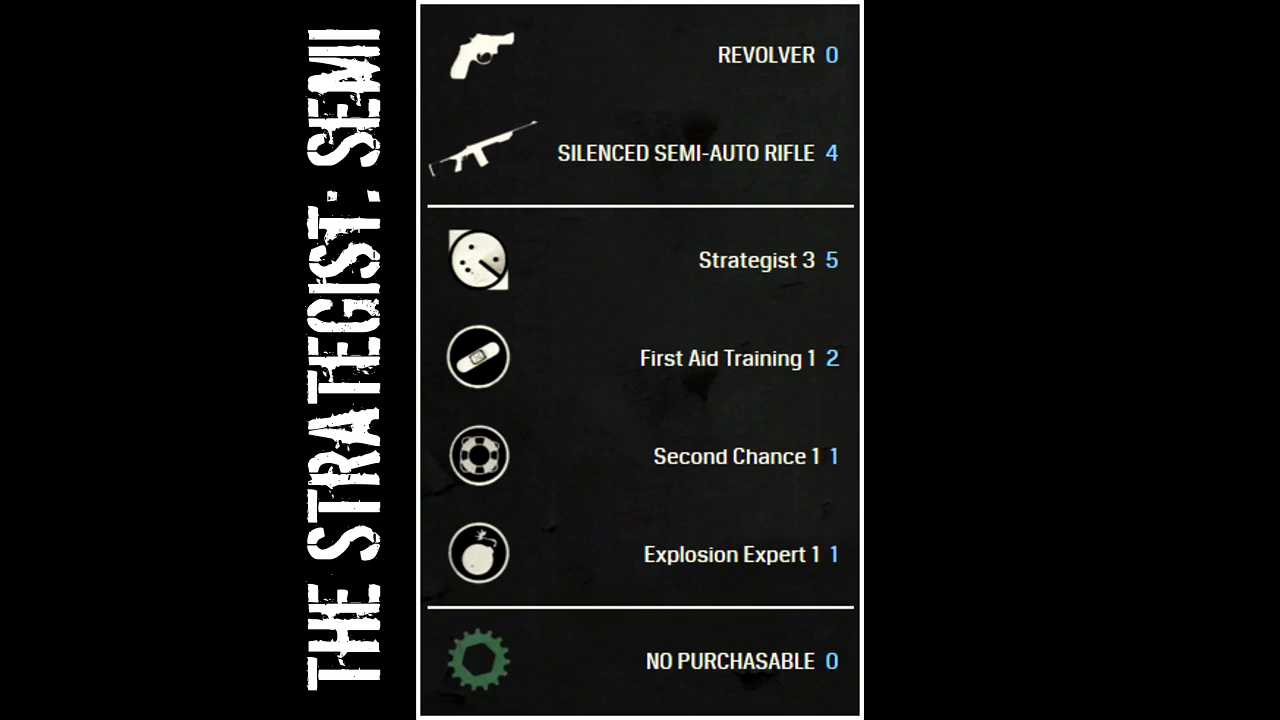 THE STRATEGIST: SEMI
REVOLVER 0
SILENCED SEMI-AUTO RIFLE 4
Strategist 3 5
First Aid Training 1 2
Second Chance 1 1
Explosion Expert 1 1
NO PURCHASABLE 0